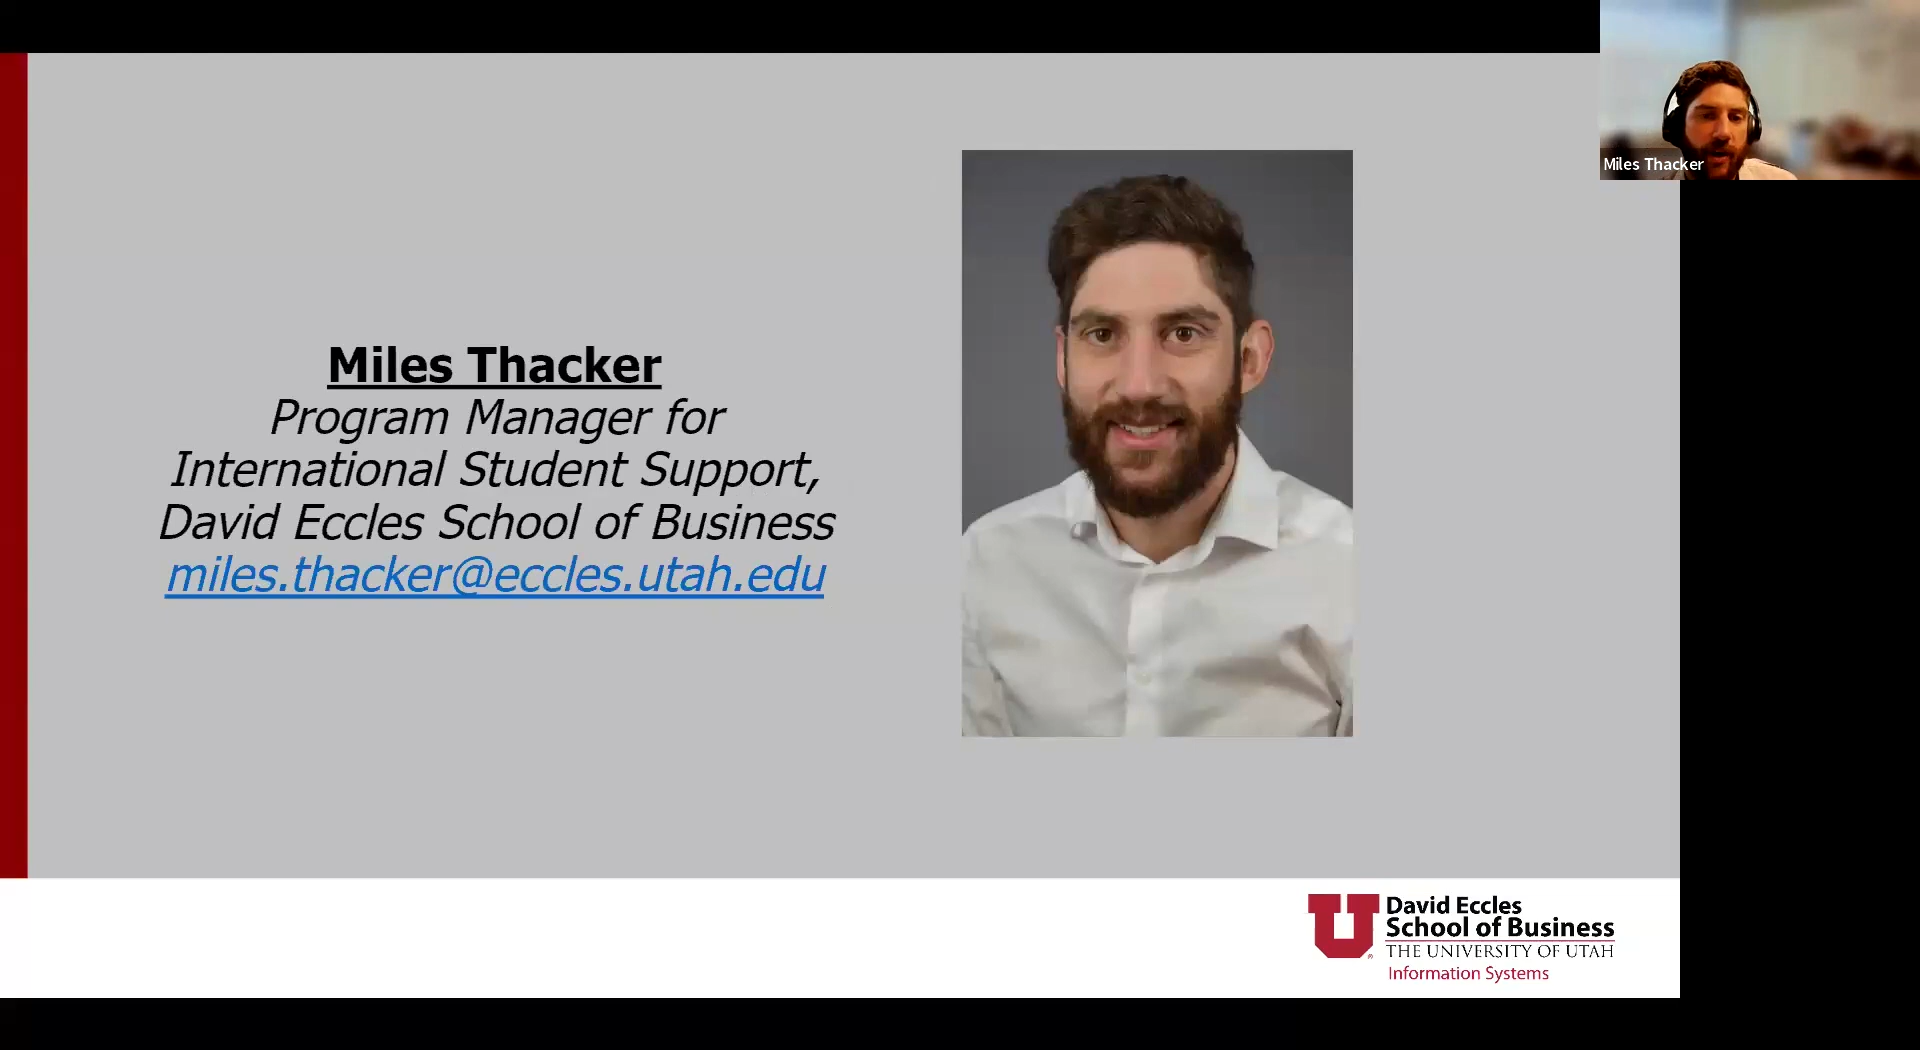 Miles Thacker
Miles Thacker
Program Manager for
International Student Support,
David Eccles School of Business
miles.thacker@eccles.utah.edu
David Eccles
School of Business
THE UNIVERSITY OF UTAH
Information Systems